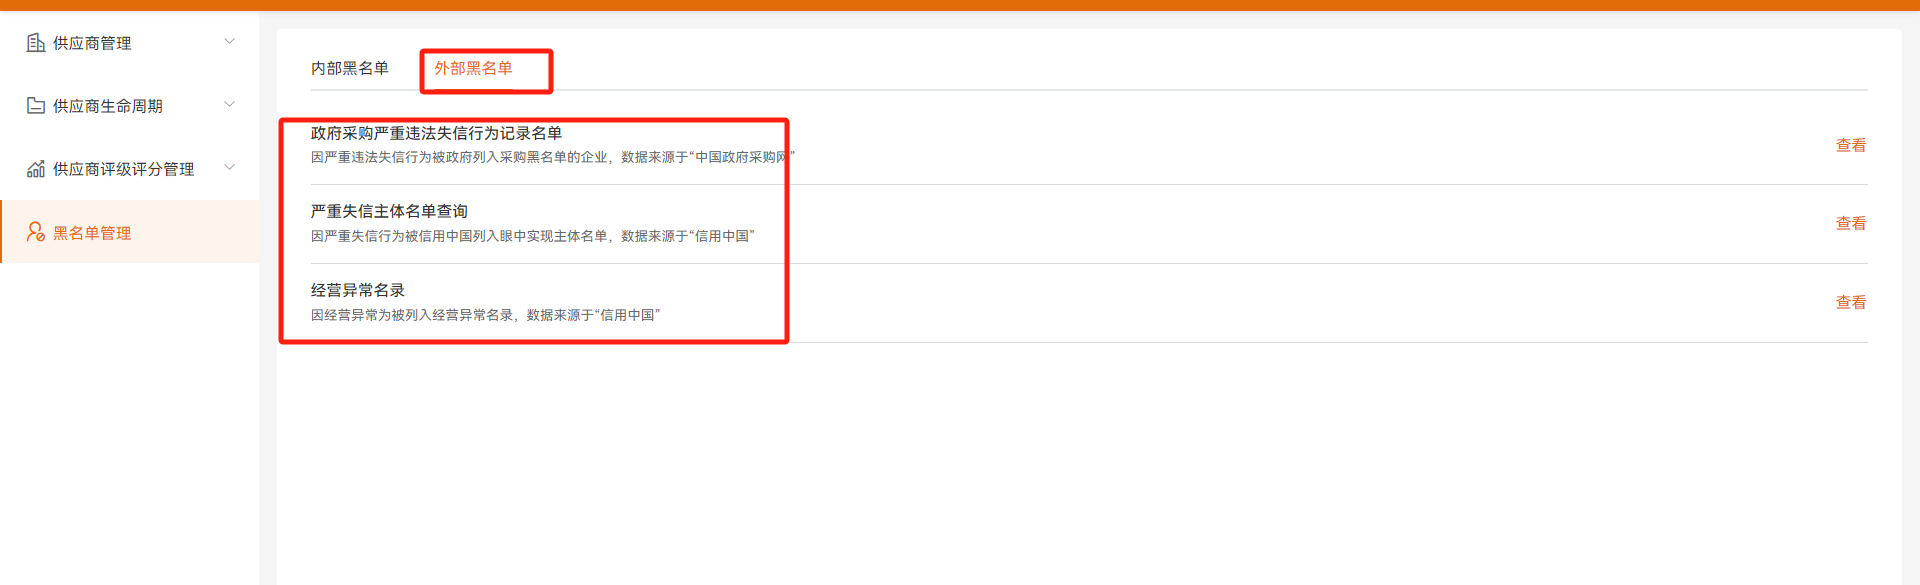 供应商管理
供应商生命周期
供应商评级评分管理
黑名单管理
内部黑名单 外部黑名单
政府采购严重违法失信行为记录名单
因严重违法失信行为被政府列入采购黑名单的企业，数据来源于“中国政府采购网”
查看
严重失信主体名单查询
因严重失信行为被信用中国列入眼中实现主体名单，数据来源于“信用中国”
查看
经营异常名录
因经营异常为被列入经营异常名录，数据来源于“信用中国”
查看